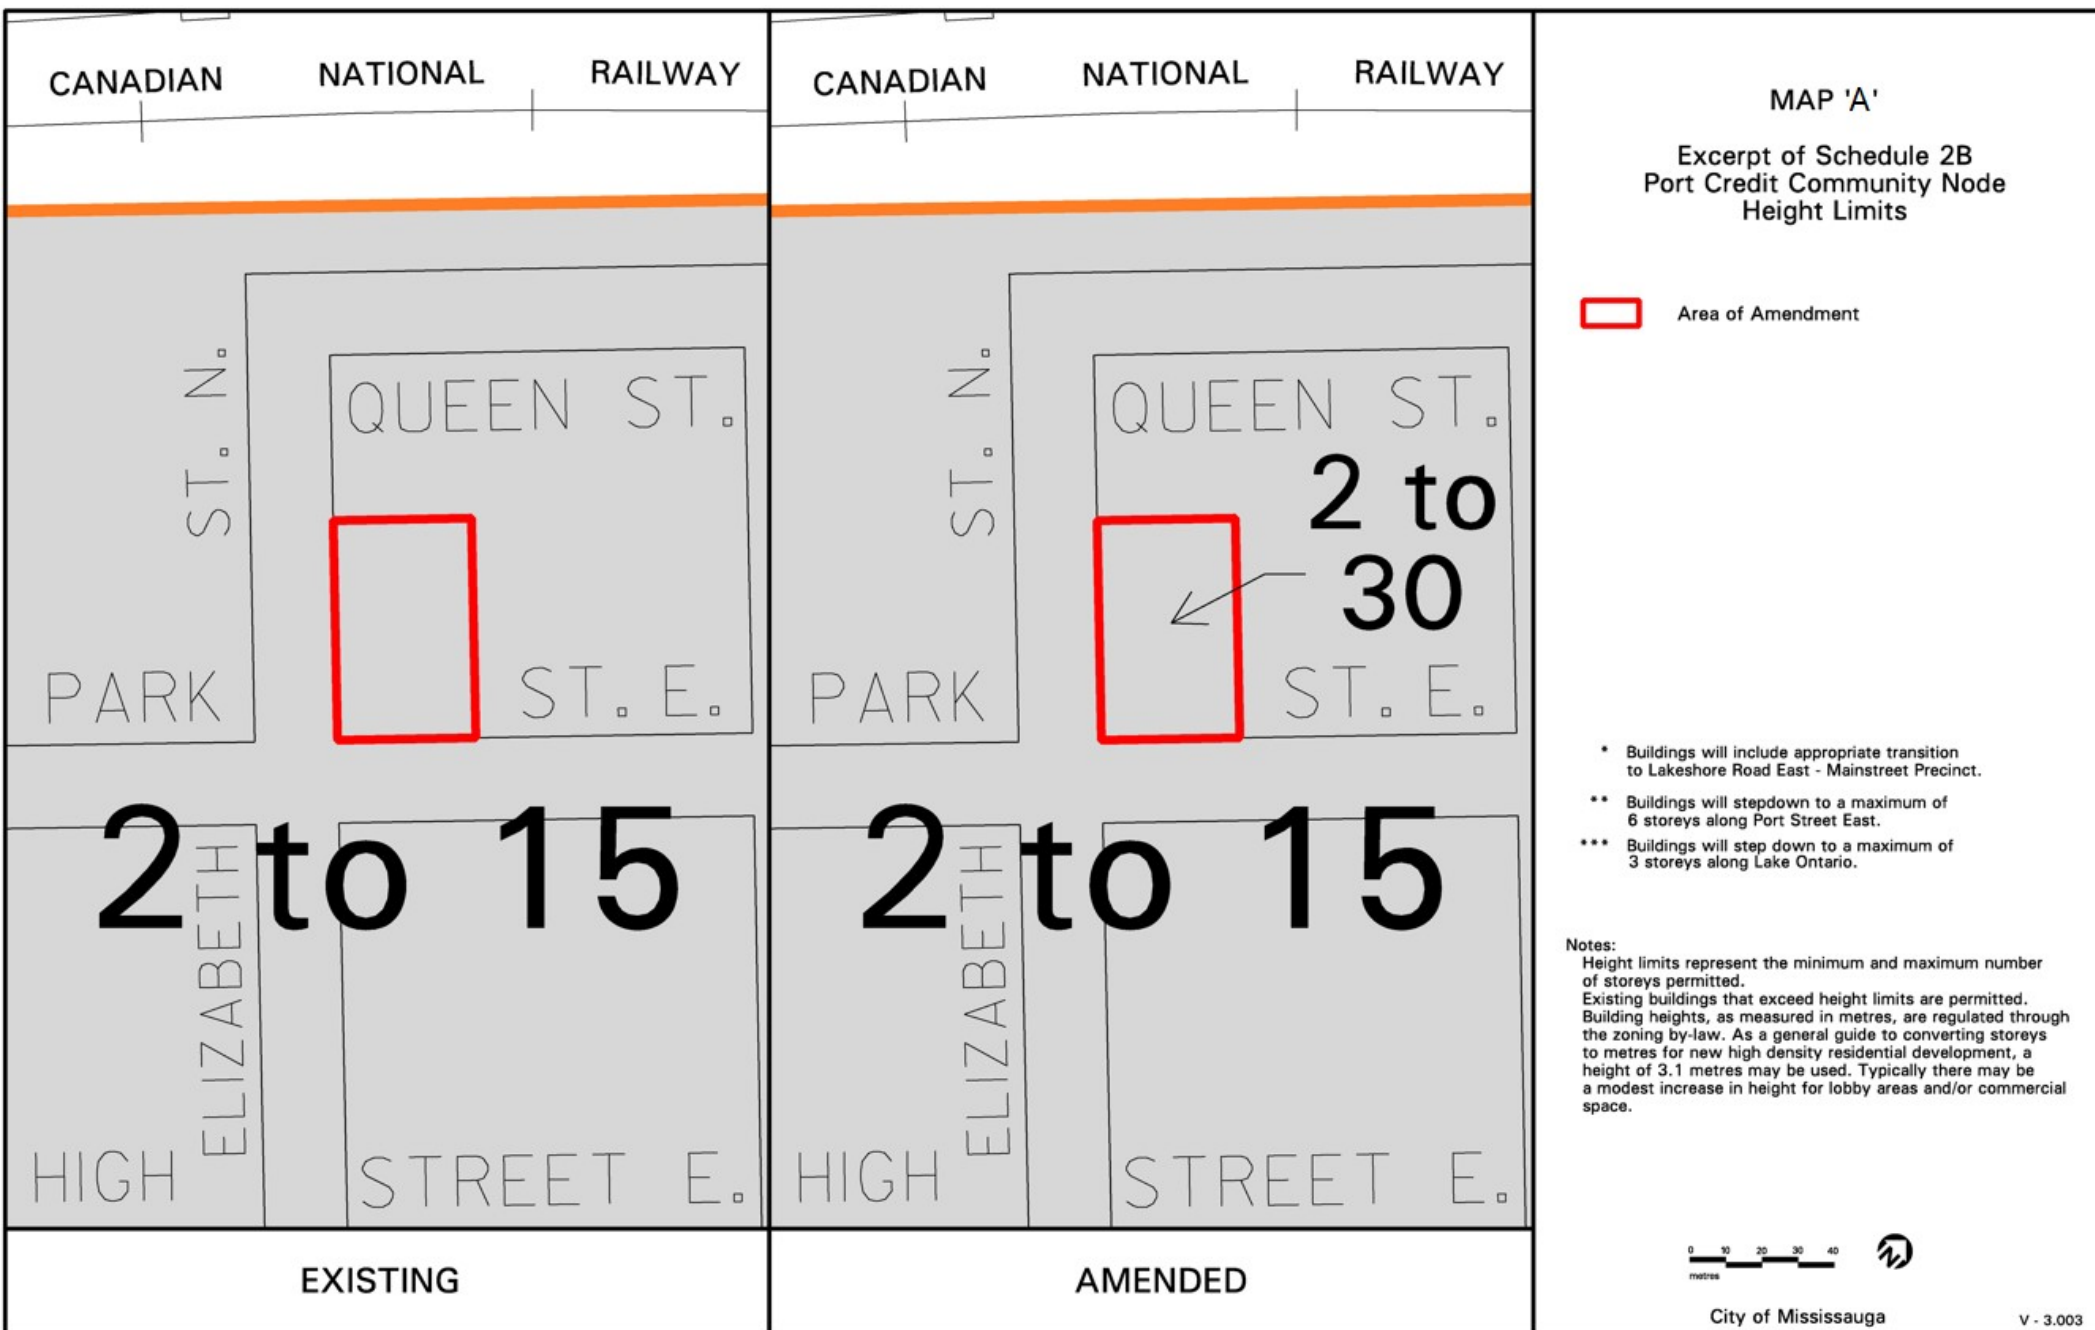 CANADIAN NATIONAL RAILWAY
ST. N.
QUEEN ST.
PARK
ST. E.
2 to 15
ELIZABETH
HIGH
STREET E.
EXISTING
CANADIAN NATIONAL RAILWAY
ST. N.
QUEEN ST.
2 to
30
PARK
ST. E.
2 to 15
ELIZABETH
HIGH
STREET E.
AMENDED
MAP 'A'
Excerpt of Schedule 2B
Port Credit Community Node
Height Limits
Area of Amendment
* Buildings will include appropriate transition
to Lakeshore Road East - Mainstreet Precinct.
** Buildings will stepdown to a maximum of
6 storeys along Port Street East.
*** Buildings will step down to a maximum of
3 storeys along Lake Ontario.
Notes:
Height limits represent the minimum and maximum number
of storeys permitted.
Existing buildings that exceed height limits are permitted.
Building heights, as measured in metres, are regulated through
the zoning by-law. As a general guide to converting storeys
to metres for new high density residential development, a
height of 3.1 metres may be used. Typically there may be
a modest increase in height for lobby areas and/or commercial
space.
0 10 20 30 40
metres
City of Mississauga
V - 3.003